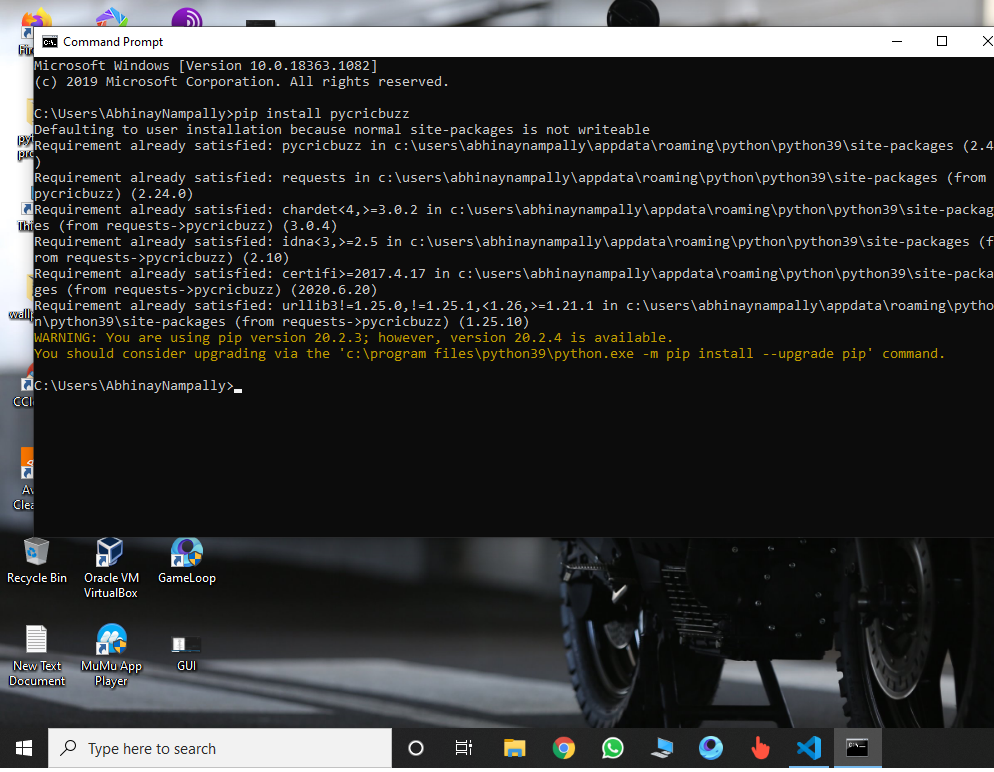 Command Prompt
Microsoft Windows [Version 10.0.18363.1082]
(c) 2019 Microsoft Corporation. All rights reserved.
C:\Users\AbhinayNampally>pip install pycricbuzz
Defaulting to user installation because normal site-packages is not writeable
Requirement already satisfied: pycricbuzz in c:\users\abhinaynampally\appdata\roaming\python\python39\site-packages (2.4
)
Requirement already satisfied: requests in c:\users\abhinaynampally\appdata\roaming\python\python39\site-packages (from
pycricbuzz) (2.24.0)
Requirement already satisfied: chardet<4,>=3.0.2 in c:\users\abhinaynampally\appdata\roaming\python\python39\site-packag
es (from requests->pycricbuzz) (3.0.4)
Requirement already satisfied: idna<3,>=2.5 in c:\users\abhinaynampally\appdata\roaming\python\python39\site-packages (f
rom requests->pycricbuzz) (2.10)
Requirement already satisfied: certifi>=2017.4.17 in c:\users\abhinaynampally\appdata\roaming\python\python39\site-packa
ges (from requests->pycricbuzz) (2020.6.20)
Requirement already satisfied: urllib3!=1.25.0,!=1.25.1,<1.26,>=1.21.1 in c:\users\abhinaynampally\appdata\roaming\pytho
n\python39\site-packages (from requests->pycricbuzz) (1.25.10)
WARNING: You are using pip version 20.2.3; however, version 20.2.4 is available.
You should consider upgrading via the 'c:\program files\python39\python.exe -m pip install --upgrade pip' command.
C:\Users\AbhinayNampally>
Recycle Bin
Oracle VM
VirtualBox
GameLoop
New Text
Document
MuMu App
Player
GUI
Type here to search